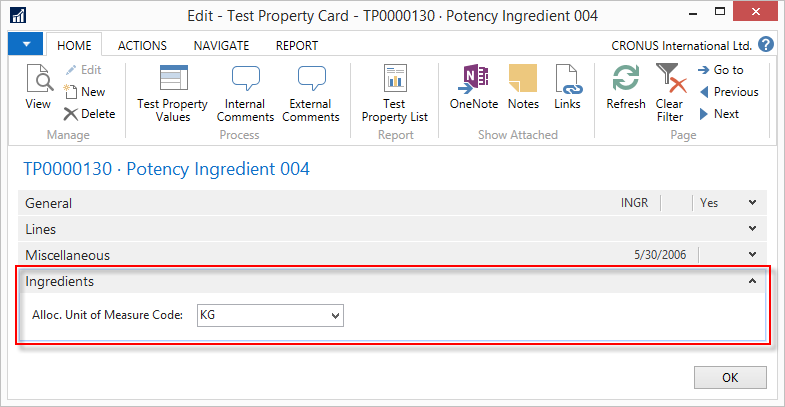 Edit - Test Property Card - TP0000130 · Potency Ingredient 004
HOME ACTIONS NAVIGATE REPORT CRONUS International Ltd. ?
View
Edit
New
Delete
Manage
Test Property
Values
Internal
Comments
External
Comments
Process
Test
Property List
Report
OneNote
Notes
Links
Show Attached
Refresh
Clear
Filter
Go to
Previous
Next
Page
TP0000130 · Potency Ingredient 004
General INGR Yes
Lines
Miscellaneous 5/30/2006
Ingredients
Alloc. Unit of Measure Code: KG
OK